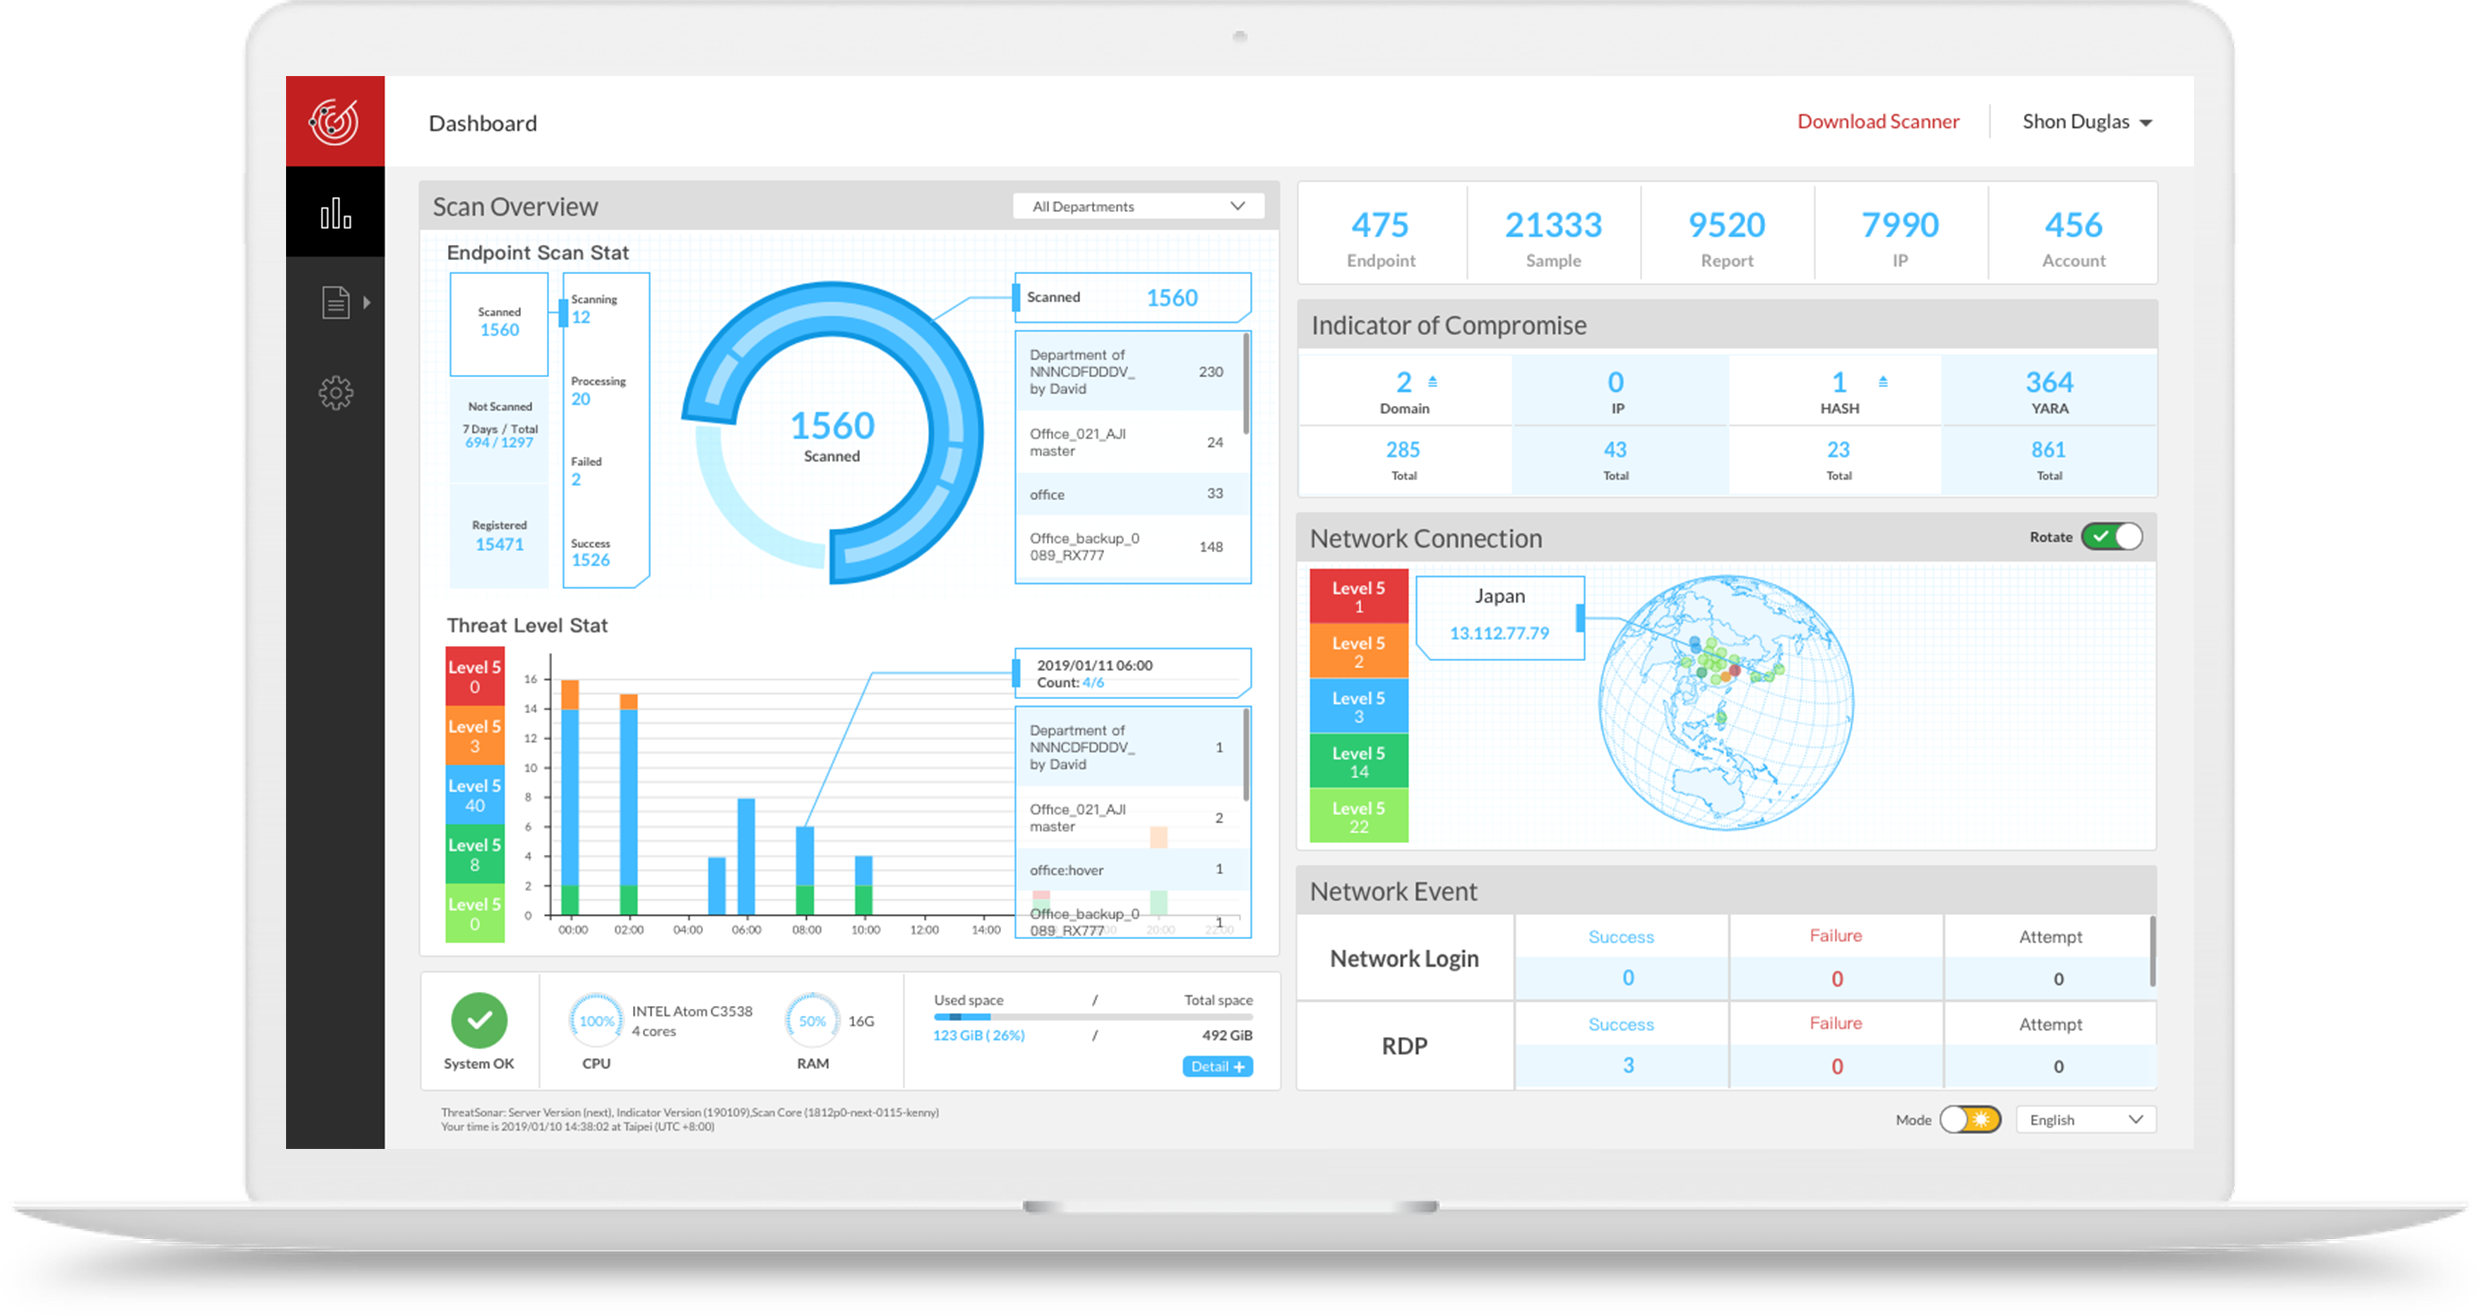 Dashboard
Download Scanner
Shon Duglas
Scan Overview
All Departments
Endpoint Scan Stat
Scanned
1560
Not Scanned
7 Days / Total
694 / 1297
Registered
15471
Scanning
12
Processing
20
Failed
2
Success
1526
1560
Scanned
Scanned 1560
Department of
NNNCDFDDDV_
by David
230
Office_021_AJI
master
24
office 33
Office_backup_0
089_RX777
148
Threat Level Stat
Level 5
0
Level 5
3
Level 5
40
Level 5
8
Level 5
0
16
14
12
10
8
6
4
2
0
00:00 02:00 04:00 06:00 08:00 10:00 12:00 14:00 20:00 22:00
2019/01/11 06:00
Count: 4/6
Department of
NNNCDFDDDV_
by David
1
Office_021_AJI
master
2
office:hover 1
Office_backup_0
089_RX777
1
System OK
100%
CPU
INTEL Atom C3538
4 cores
50%
RAM
16G
Used space / Total space
123 GiB ( 26%) / 492 GiB
Detail +
ThreatSonar: Server Version (next), Indicator Version (190109),Scan Core (1812p0-next-0115-kenny)
Your time is 2019/01/10 14:38:02 at Taipei (UTC +8:00)
475
Endpoint
21333
Sample
9520
Report
7990
IP
456
Account
Indicator of Compromise
2
Domain
0
IP
1
HASH
364
YARA
285
Total
43
Total
23
Total
861
Total
Network Connection
Rotate
Level 5
1
Level 5
2
Level 5
3
Level 5
14
Level 5
22
Japan
13.112.77.79
Network Event
Network Login
Success Failure Attempt
0 0 0
RDP
Success Failure Attempt
3 0 0
Mode
English